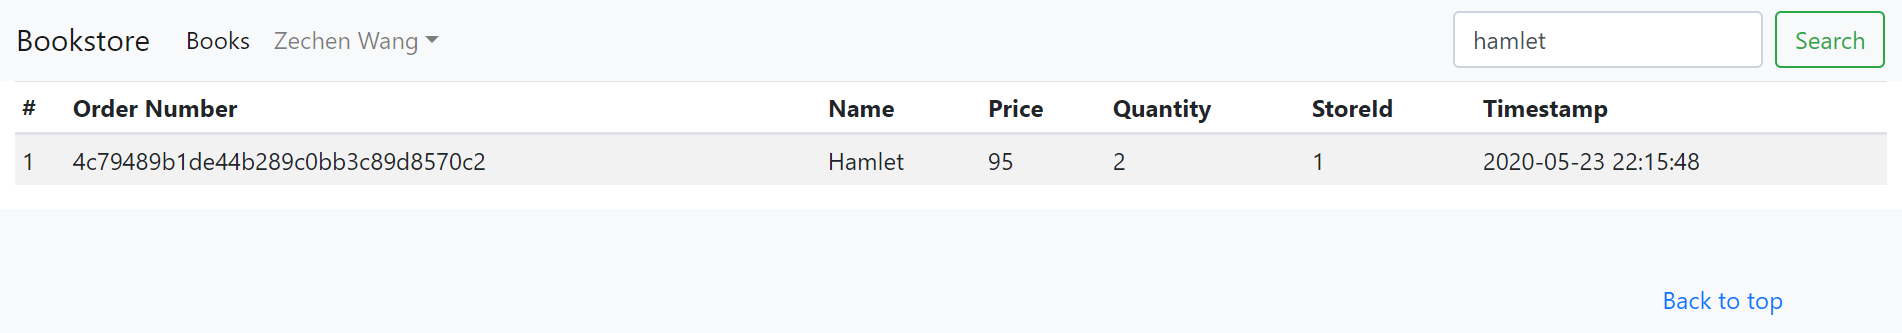 Bookstore Books Zechen Wang hamlet Search
# Order Number Name Price Quantity StoreId Timestamp
1 4c79489b1de44b289c0bb3c89d8570c2 Hamlet 95 2 1 2020-05-23 22:15:48
Back to top